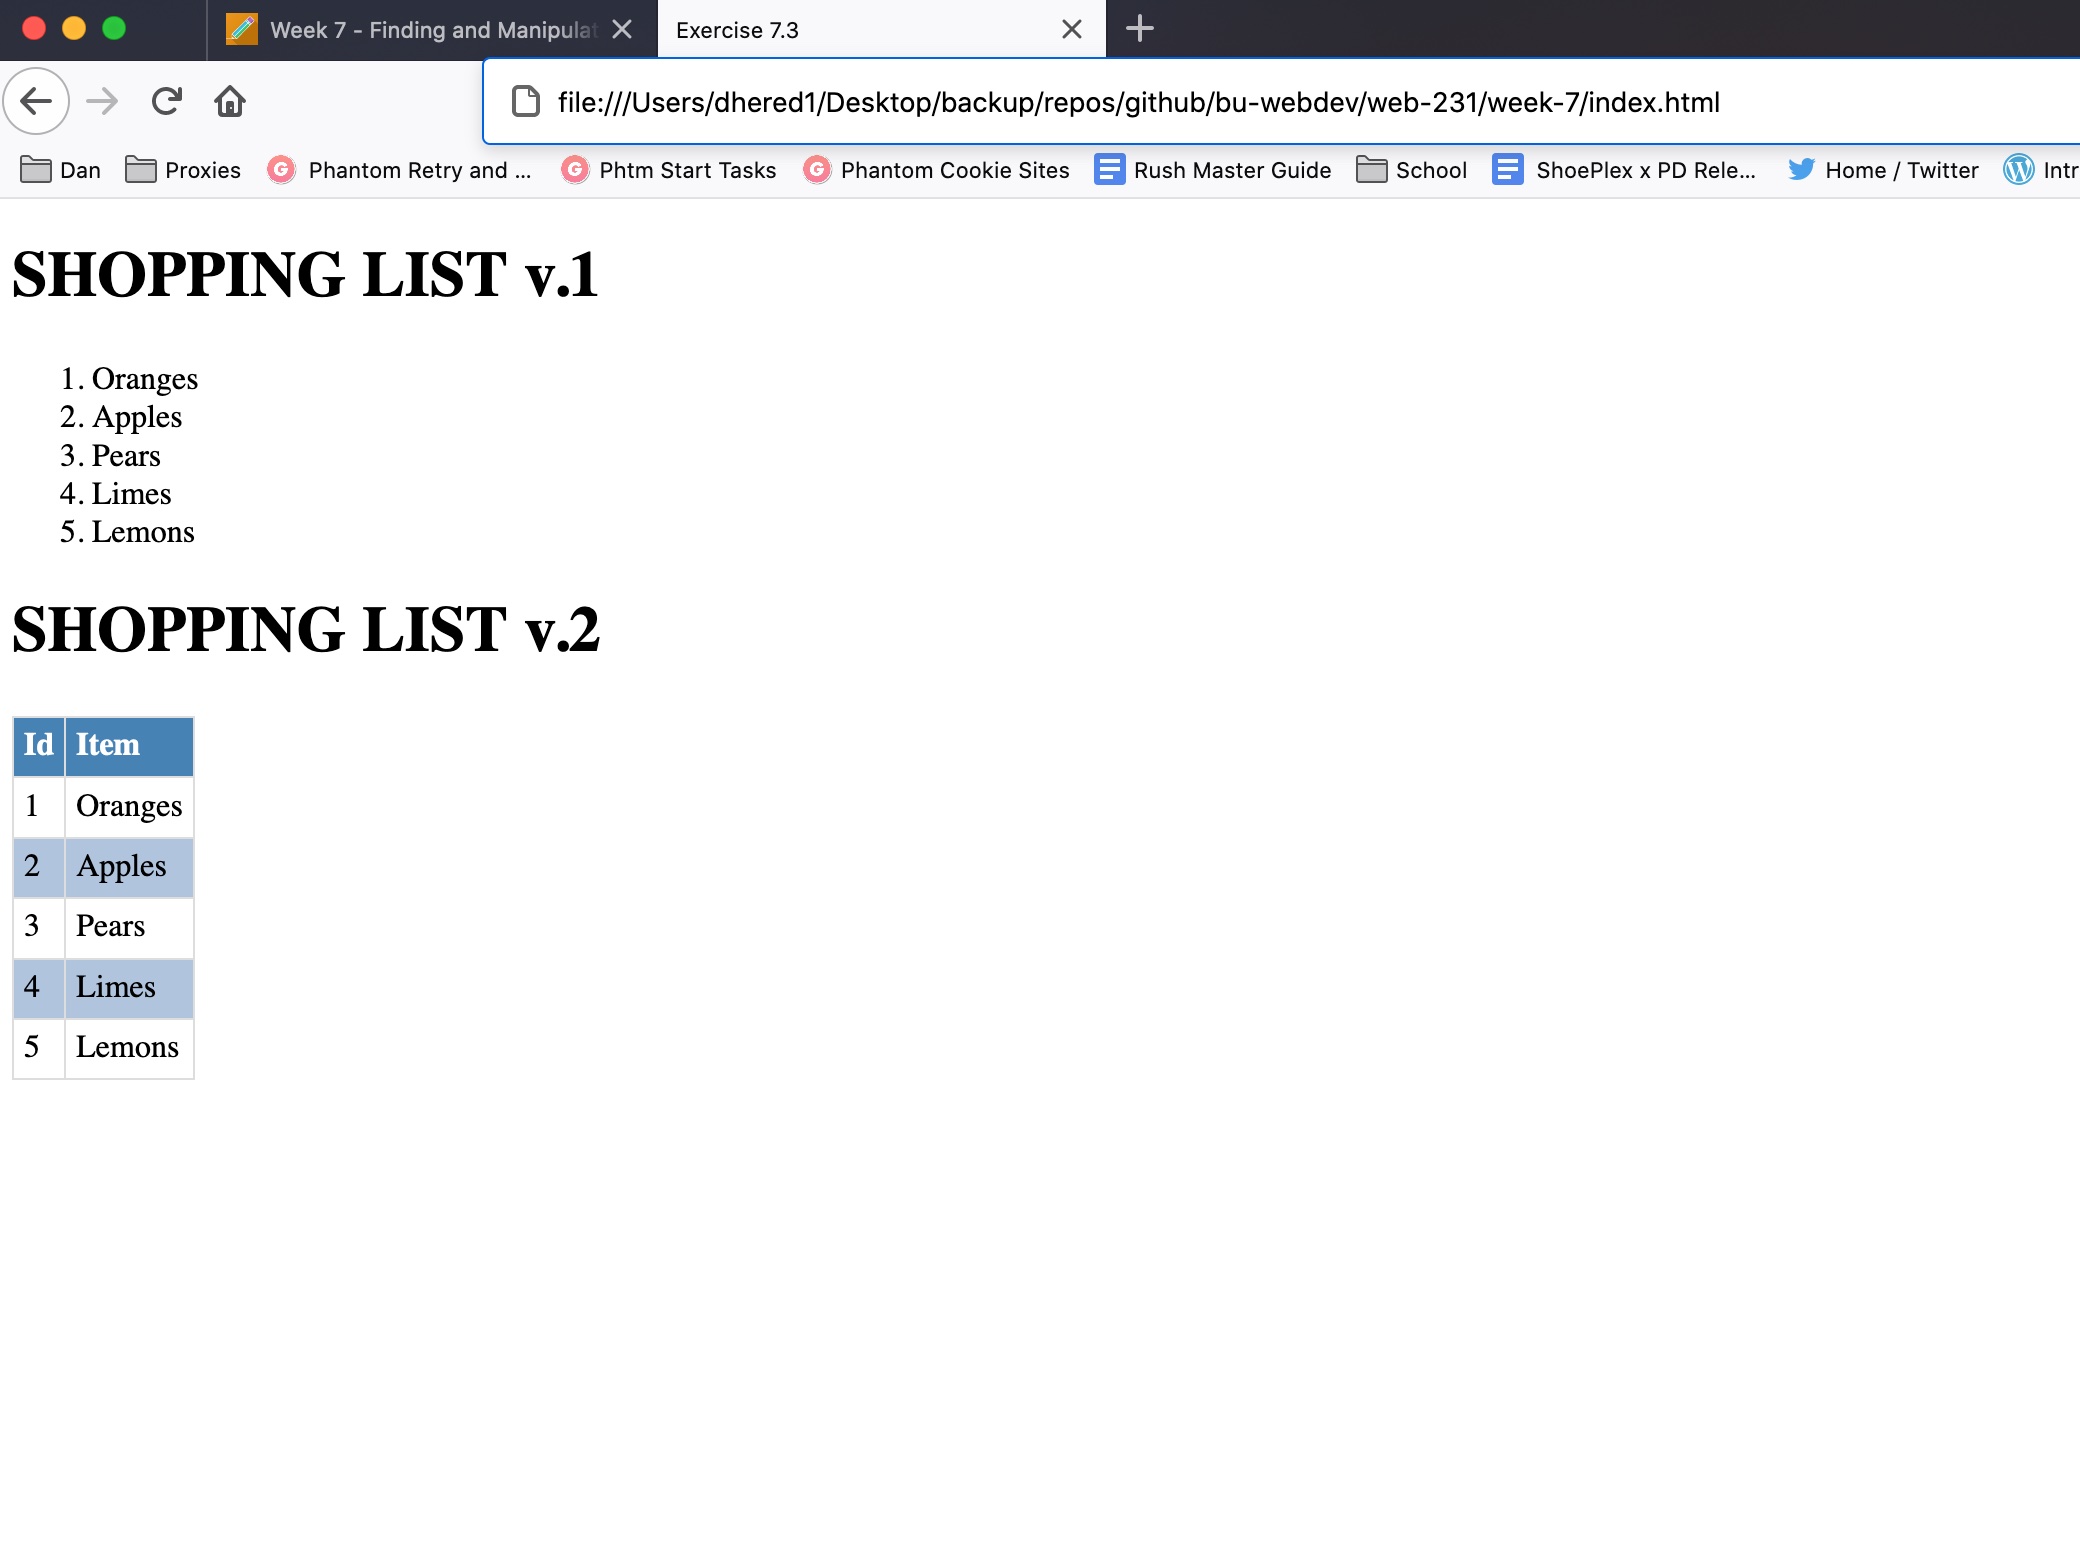 Week 7 - Finding and Manipulat
Exercise 7.3
file:///Users/dhered1/Desktop/backup/repos/github/bu-webdev/web-231/week-7/index.html
Dan Proxies Phantom Retry and ... Phtm Start Tasks Phantom Cookie Sites Rush Master Guide School ShoePlex x PD Rele... Home / Twitter Intr
SHOPPING LIST v.1
1. Oranges
2. Apples
3. Pears
4. Limes
5. Lemons
SHOPPING LIST v.2
Id Item
1 Oranges
2 Apples
3 Pears
4 Limes
5 Lemons